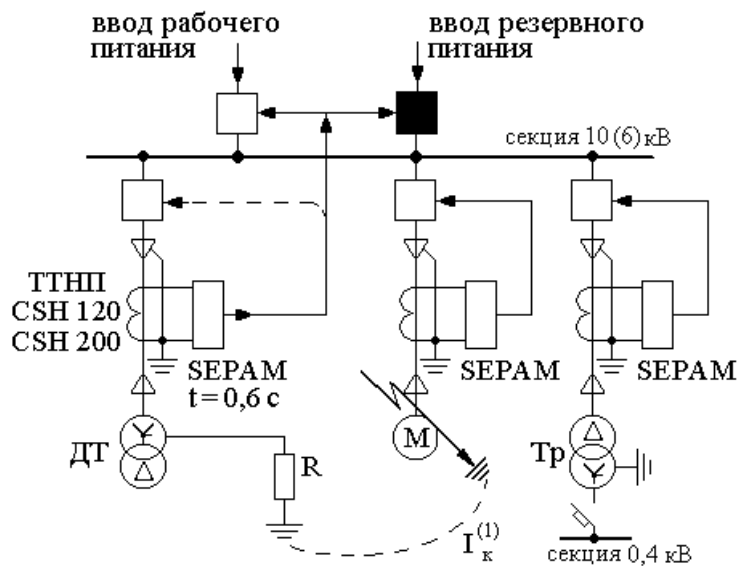 ввод рабочего
питания
ввод резервного
питания
секция 10 (6) кВ
ТТНП
CSH 120
CSH 200
SEPAM
t = 0,6 с
SEPAM
SEPAM
ДТ
R
М
Тр
I к (1)
секция 0,4 кВ